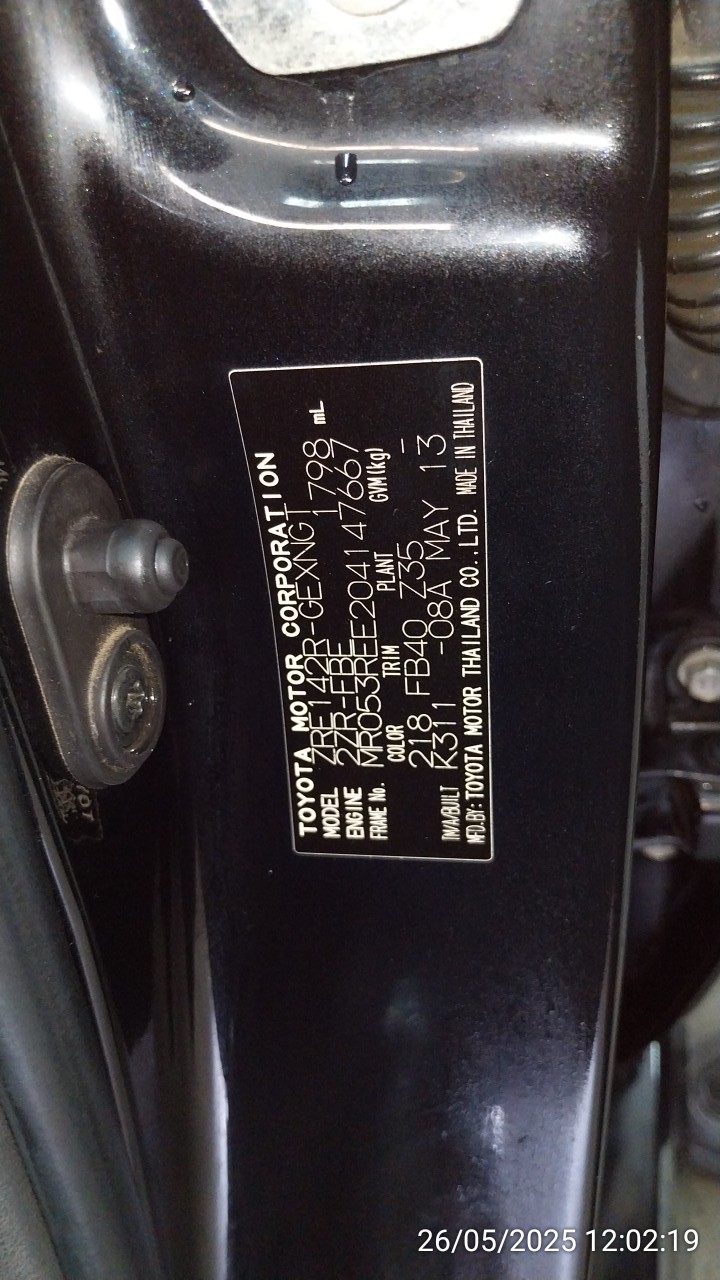 TOYOTA MOTOR CORPORATION
MODEL ZRE142R-GEXNGT
ENGINE 2ZR-FBE 1798 mL
FRAME No. MR053REE204147667
COLOR TRIM PLANT GVM(kg)
218 FB40 Z35 -
T/A/BUILT K311 -08A MAY 13
MFD.BY: TOYOTA MOTOR THAILAND CO.,LTD. MADE IN THAILAND
26/05/2025 12:02:19